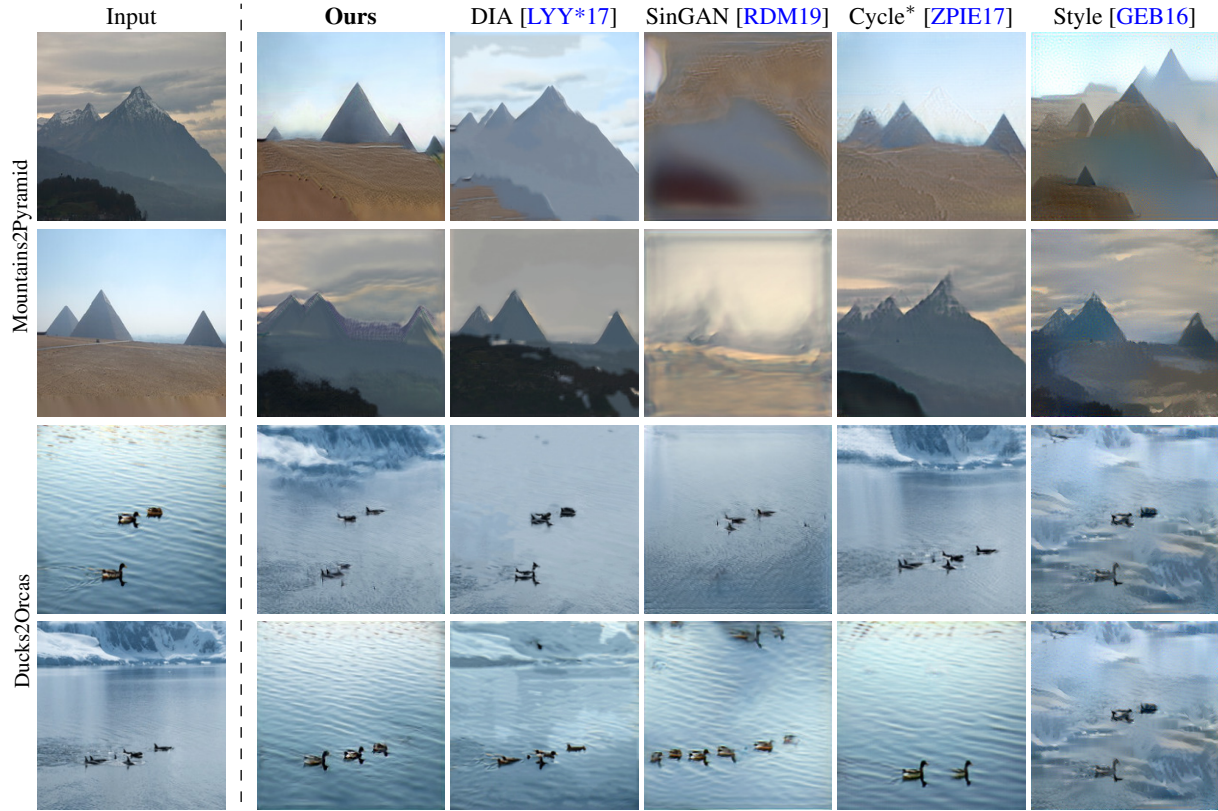 Input
Ours
DIA [LYY*17]
SinGAN [RDM19]
Cycle* [ZPIE17]
Style [GEB16]
Mountains2Pyramid
Ducks2Orcas